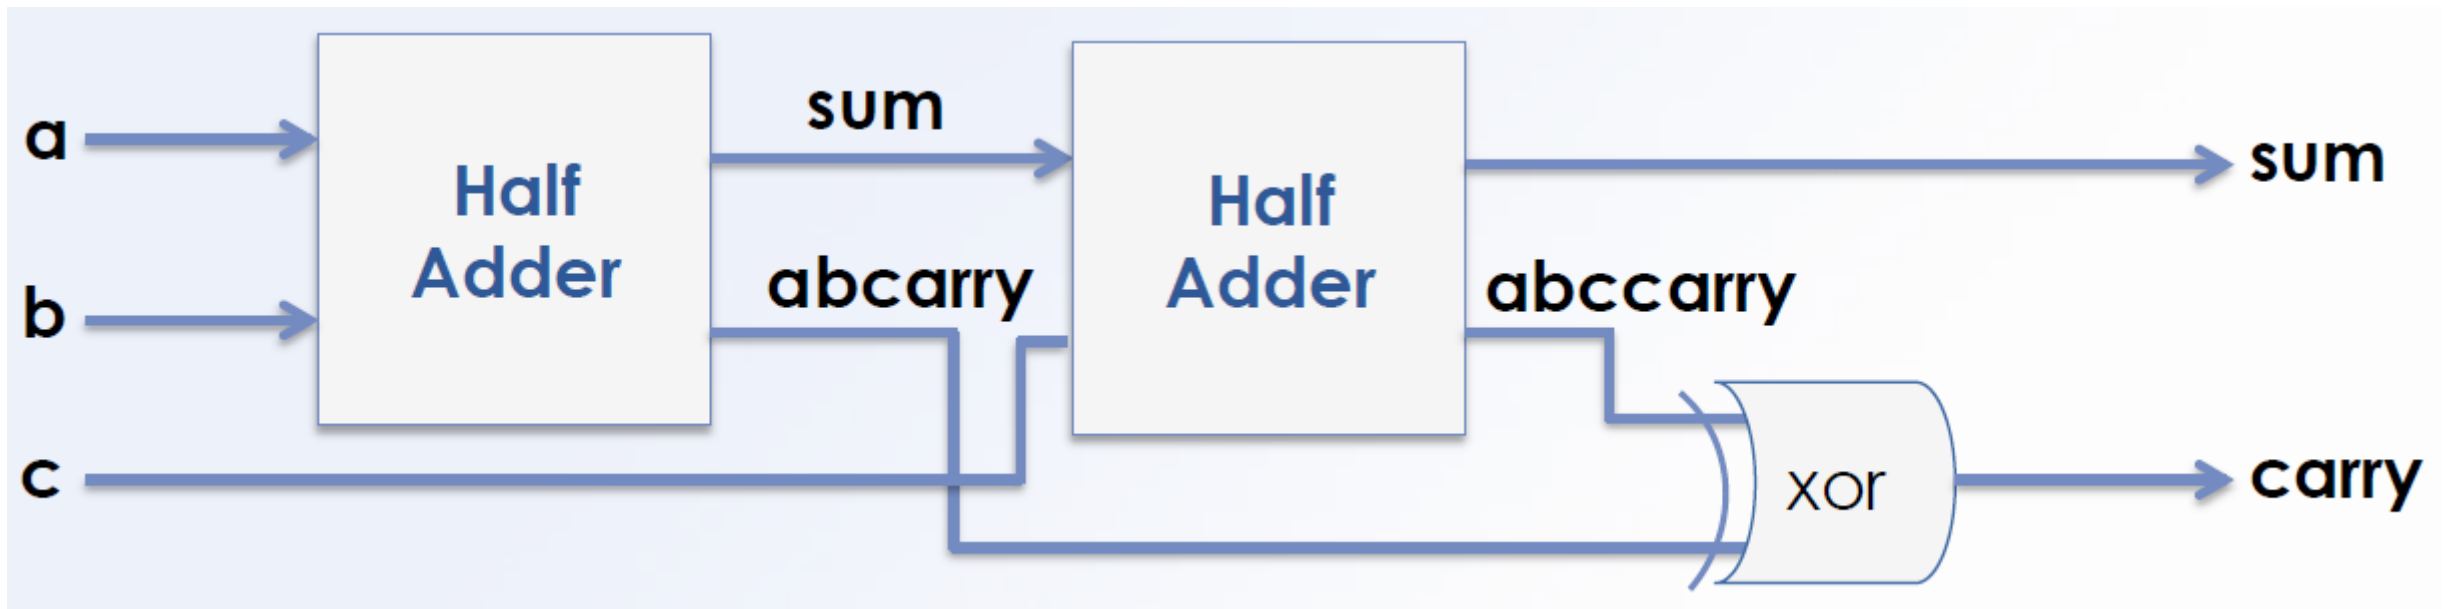 a
b
c
Half
Adder
sum
abcarry
Half
Adder
abccarry
xor
sum
carry